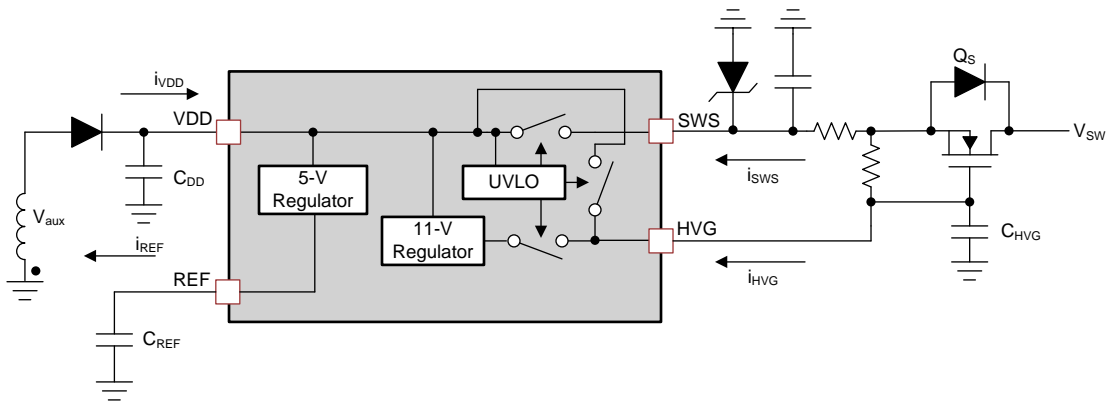 iVDD
VDD
CDD
Vaux
iREF
REF
CREF
5-V
Regulator
11-V
Regulator
UVLO
SWS
iSWS
HVG
iHVG
QS
VSW
CHVG